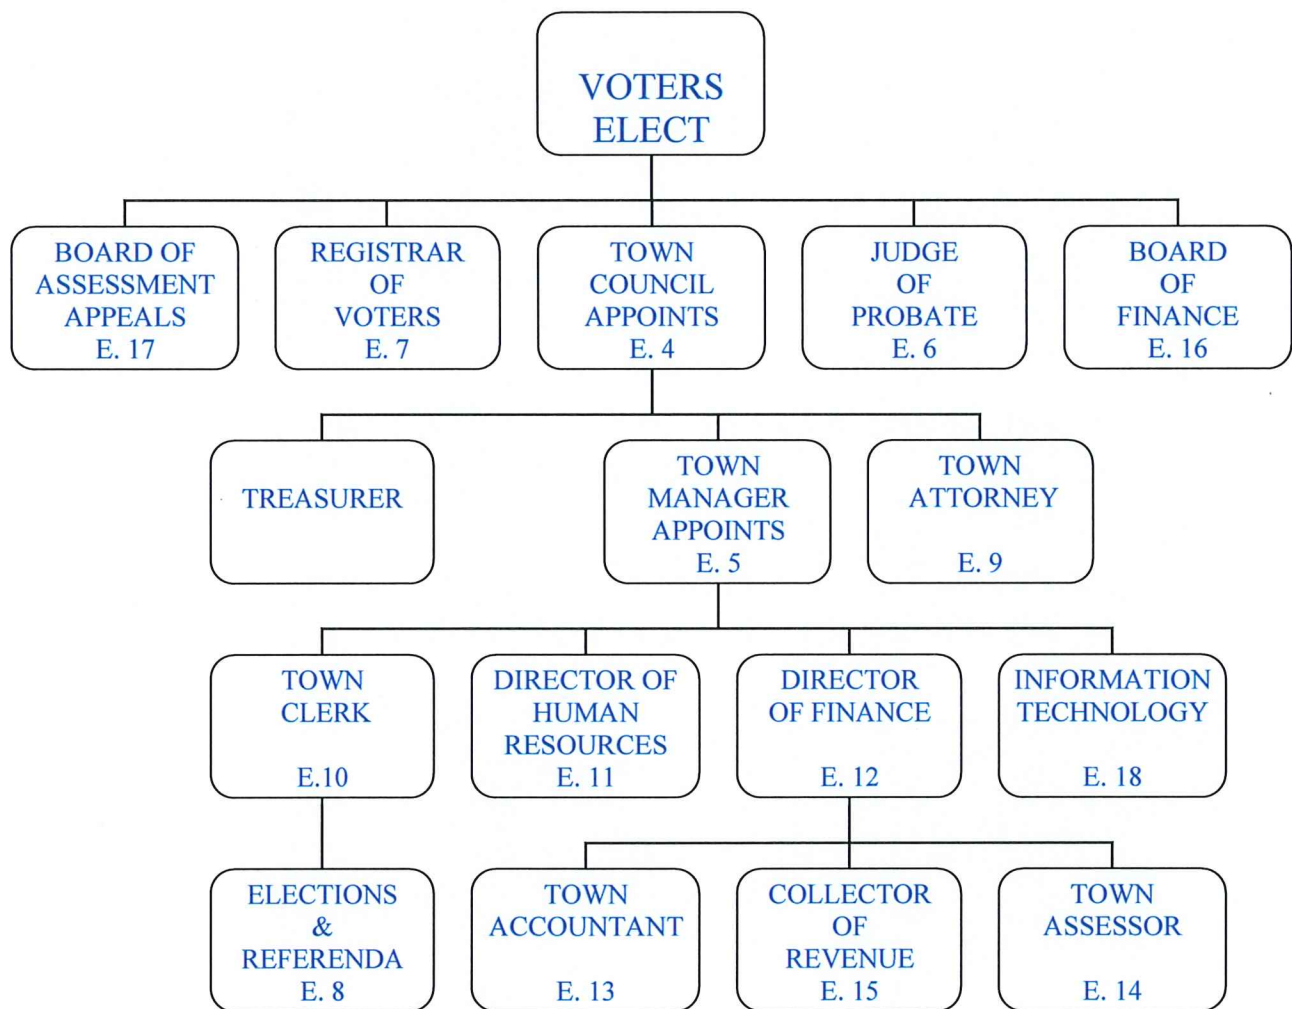 VOTERS
ELECT
BOARD OF
ASSESSMENT
APPEALS
E. 17
REGISTRAR
OF
VOTERS
E. 7
TOWN
COUNCIL
APPOINTS
E. 4
JUDGE
OF
PROBATE
E. 6
BOARD
OF
FINANCE
E. 16
TREASURER
TOWN
MANAGER
APPOINTS
E. 5
TOWN
ATTORNEY
E. 9
TOWN
CLERK
E.10
DIRECTOR OF
HUMAN
RESOURCES
E. 11
DIRECTOR
OF FINANCE
E. 12
INFORMATION
TECHNOLOGY
E. 18
ELECTIONS
&
REFERENDA
E. 8
TOWN
ACCOUNTANT
E. 13
COLLECTOR
OF
REVENUE
E. 15
TOWN
ASSESSOR
E. 14